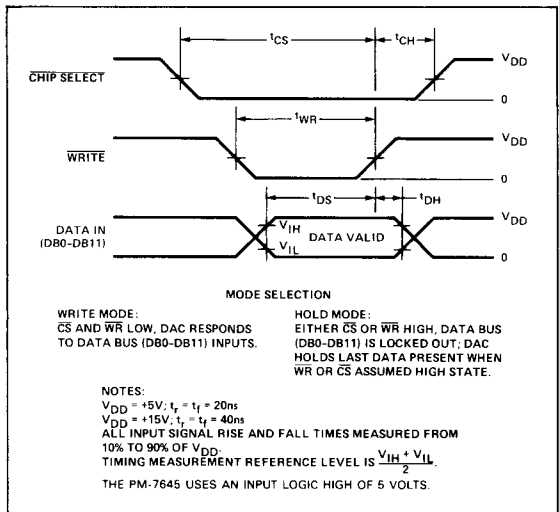 tCS tCH
VDD
CHIP SELECT
0
tWR
VDD
WRITE
0
tDS tDH
VDD
DATA IN
(DB0-DB11)
VIH
VIL
DATA VALID
0
MODE SELECTION
WRITE MODE:
CS AND WR LOW, DAC RESPONDS
TO DATA BUS (DB0-DB11) INPUTS.
HOLD MODE:
EITHER CS OR WR HIGH, DATA BUS
(DB0-DB11) IS LOCKED OUT; DAC
HOLDS LAST DATA PRESENT WHEN
WR OR CS ASSUMED HIGH STATE.
NOTES:
VDD = +5V; tr = tf = 20ns
VDD = +15V; tr = tf = 40ns
ALL INPUT SIGNAL RISE AND FALL TIMES MEASURED FROM
10% TO 90% OF VDD.
TIMING MEASUREMENT REFERENCE LEVEL IS VIH + VIL / 2.
THE PM-7645 USES AN INPUT LOGIC HIGH OF 5 VOLTS.